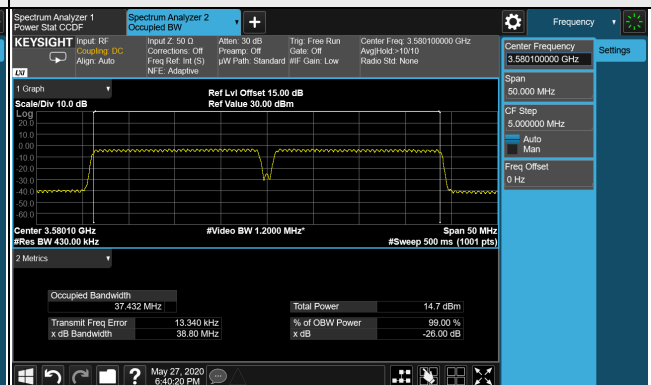 Spectrum Analyzer 1
Power Stat CCDF
Spectrum Analyzer 2
Occupied BW
Frequency
KEYSIGHT
LXI
Input: RF
Coupling: DC
Align: Auto
Input Z: 50 Ω
Corrections: Off
Freq Ref: Int (S)
NFE: Adaptive
Atten: 30 dB
Preamp: Off
µW Path: Standard
Trig: Free Run
Gate: Off
#IF Gain: Low
Center Freq: 3.580100000 GHz
Avg|Hold:>10/10
Radio Std: None
Center Frequency
3.580100000 GHz
Settings
Span
50.000 MHz
CF Step
5.000000 MHz
Auto
Man
Freq Offset
0 Hz
1 Graph
Scale/Div 10.0 dB
Ref Lvl Offset 15.00 dB
Ref Value 30.00 dBm
Log
20.0
10.0
0.00
-10.0
-20.0
-30.0
-40.0
-50.0
-60.0
Center 3.58010 GHz
#Res BW 430.00 kHz
#Video BW 1.2000 MHz*
Span 50 MHz
#Sweep 500 ms (1001 pts)
2 Metrics
Occupied Bandwidth
37.432 MHz
Total Power 14.7 dBm
Transmit Freq Error 13.340 kHz
% of OBW Power 99.00 %
x dB Bandwidth 38.80 MHz
x dB -26.00 dB
?
May 27, 2020
6:40:20 PM